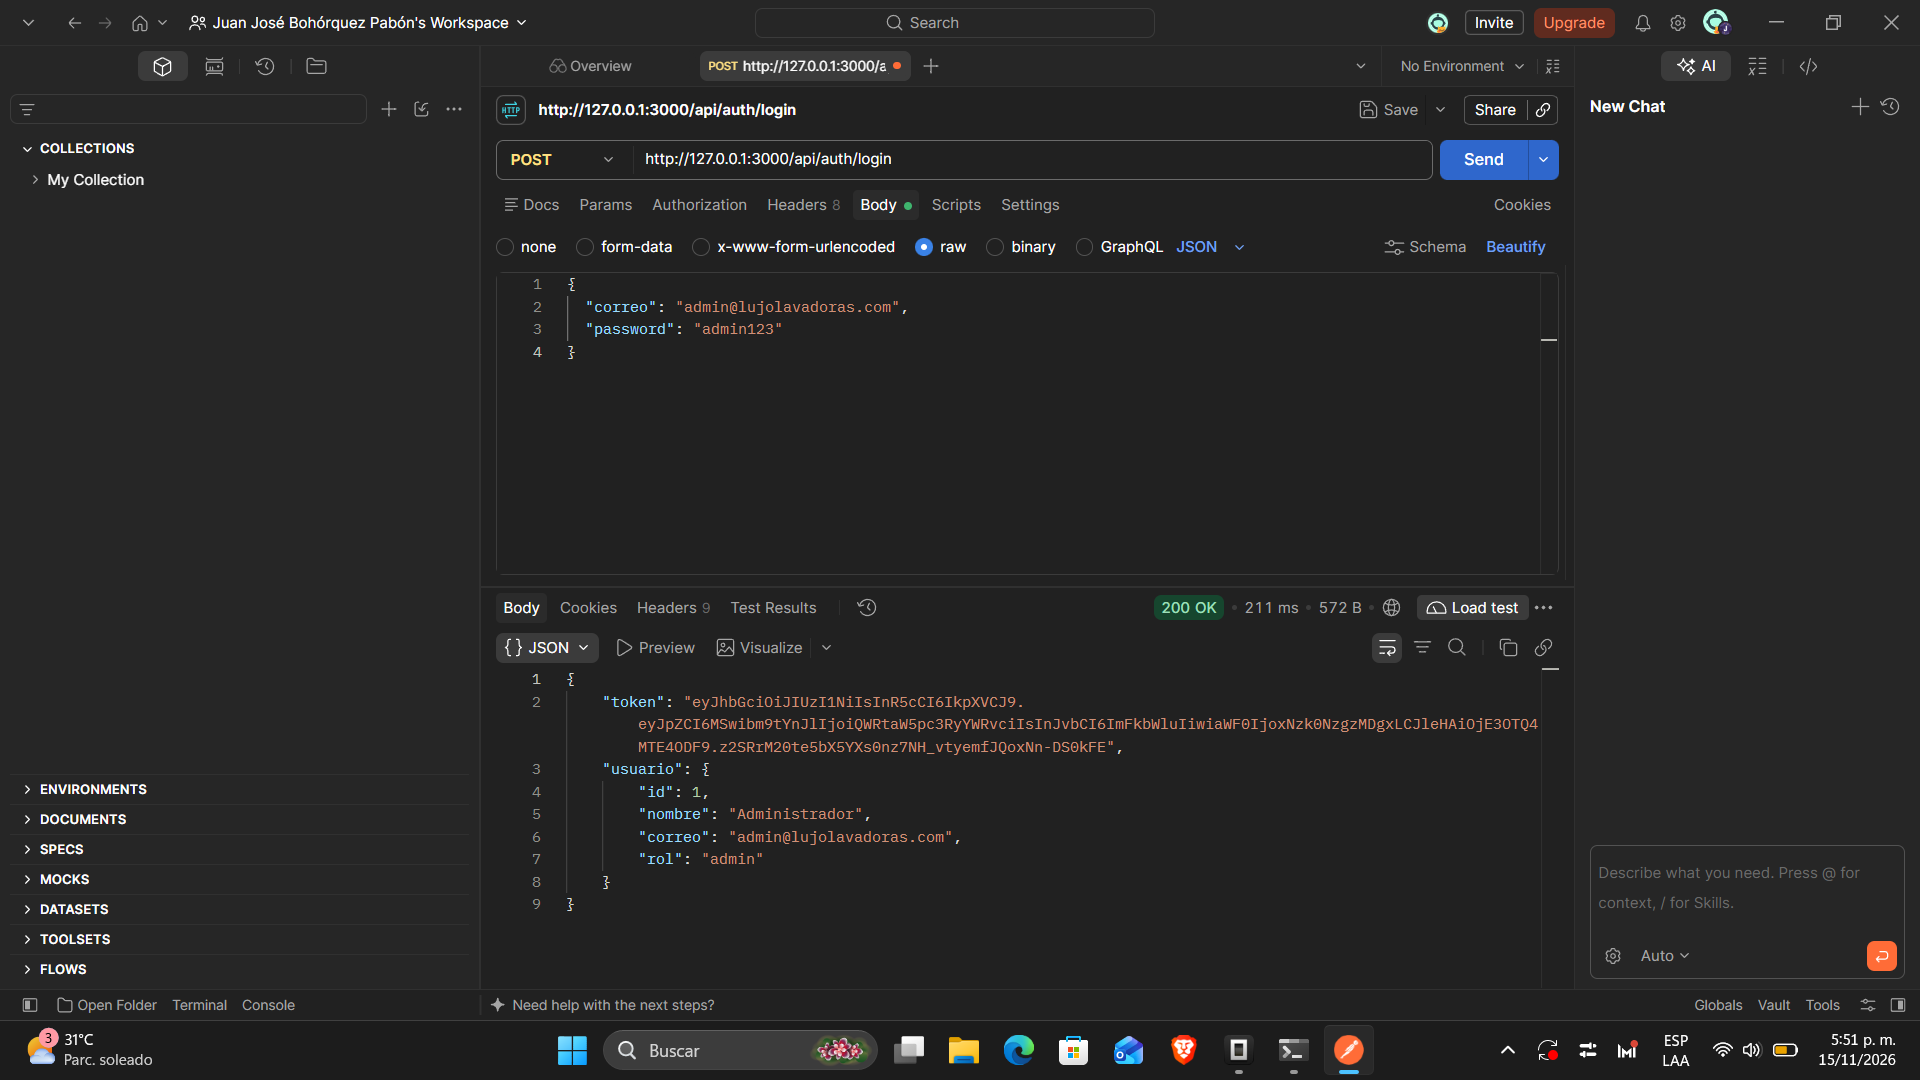 Juan José Bohórquez Pabón's Workspace
Search
Invite
Upgrade
Overview
POST http://127.0.0.1:3000/a
No Environment
AI
HTTP
http://127.0.0.1:3000/api/auth/login
Save
Share
New Chat
COLLECTIONS
My Collection
POST
http://127.0.0.1:3000/api/auth/login
Send
Docs
Params
Authorization
Headers 8
Body
Scripts
Settings
Cookies
none
form-data
x-www-form-urlencoded
raw
binary
GraphQL
JSON
Schema
Beautify
1 {
2 "correo": "admin@lujolavadoras.com",
3 "password": "admin123"
4 }
Body
Cookies
Headers 9
Test Results
200 OK
211 ms
572 B
Load test
{} JSON
Preview
Visualize
1 {
2 "token": "eyJhbGciOiJIUzI1NiIsInR5cCI6IkpXVCJ9.
eyJpZCI6MSwibm9tYnJlIjoiQWRtaW5pc3RyYWRvciIsInJvbCI6ImFkbWluIiwiaWF0IjoxNzk0NzgzMDgxLCJleHAiOjE3OTQ4
MTE4ODF9.z2SRrM20te5bX5YXs0nz7NH_vtyemfJQoxNn-DS0kFE",
3 "usuario": {
4 "id": 1,
5 "nombre": "Administrador",
6 "correo": "admin@lujolavadoras.com",
7 "rol": "admin"
8 }
9 }
ENVIRONMENTS
DOCUMENTS
SPECS
MOCKS
DATASETS
TOOLSETS
FLOWS
Describe what you need. Press @ for
context, / for Skills.
Auto
Open Folder
Terminal
Console
Need help with the next steps?
Globals
Vault
Tools
3
31°C
Parc. soleado
Buscar
ESP
LAA
5:51 p. m.
15/11/2026